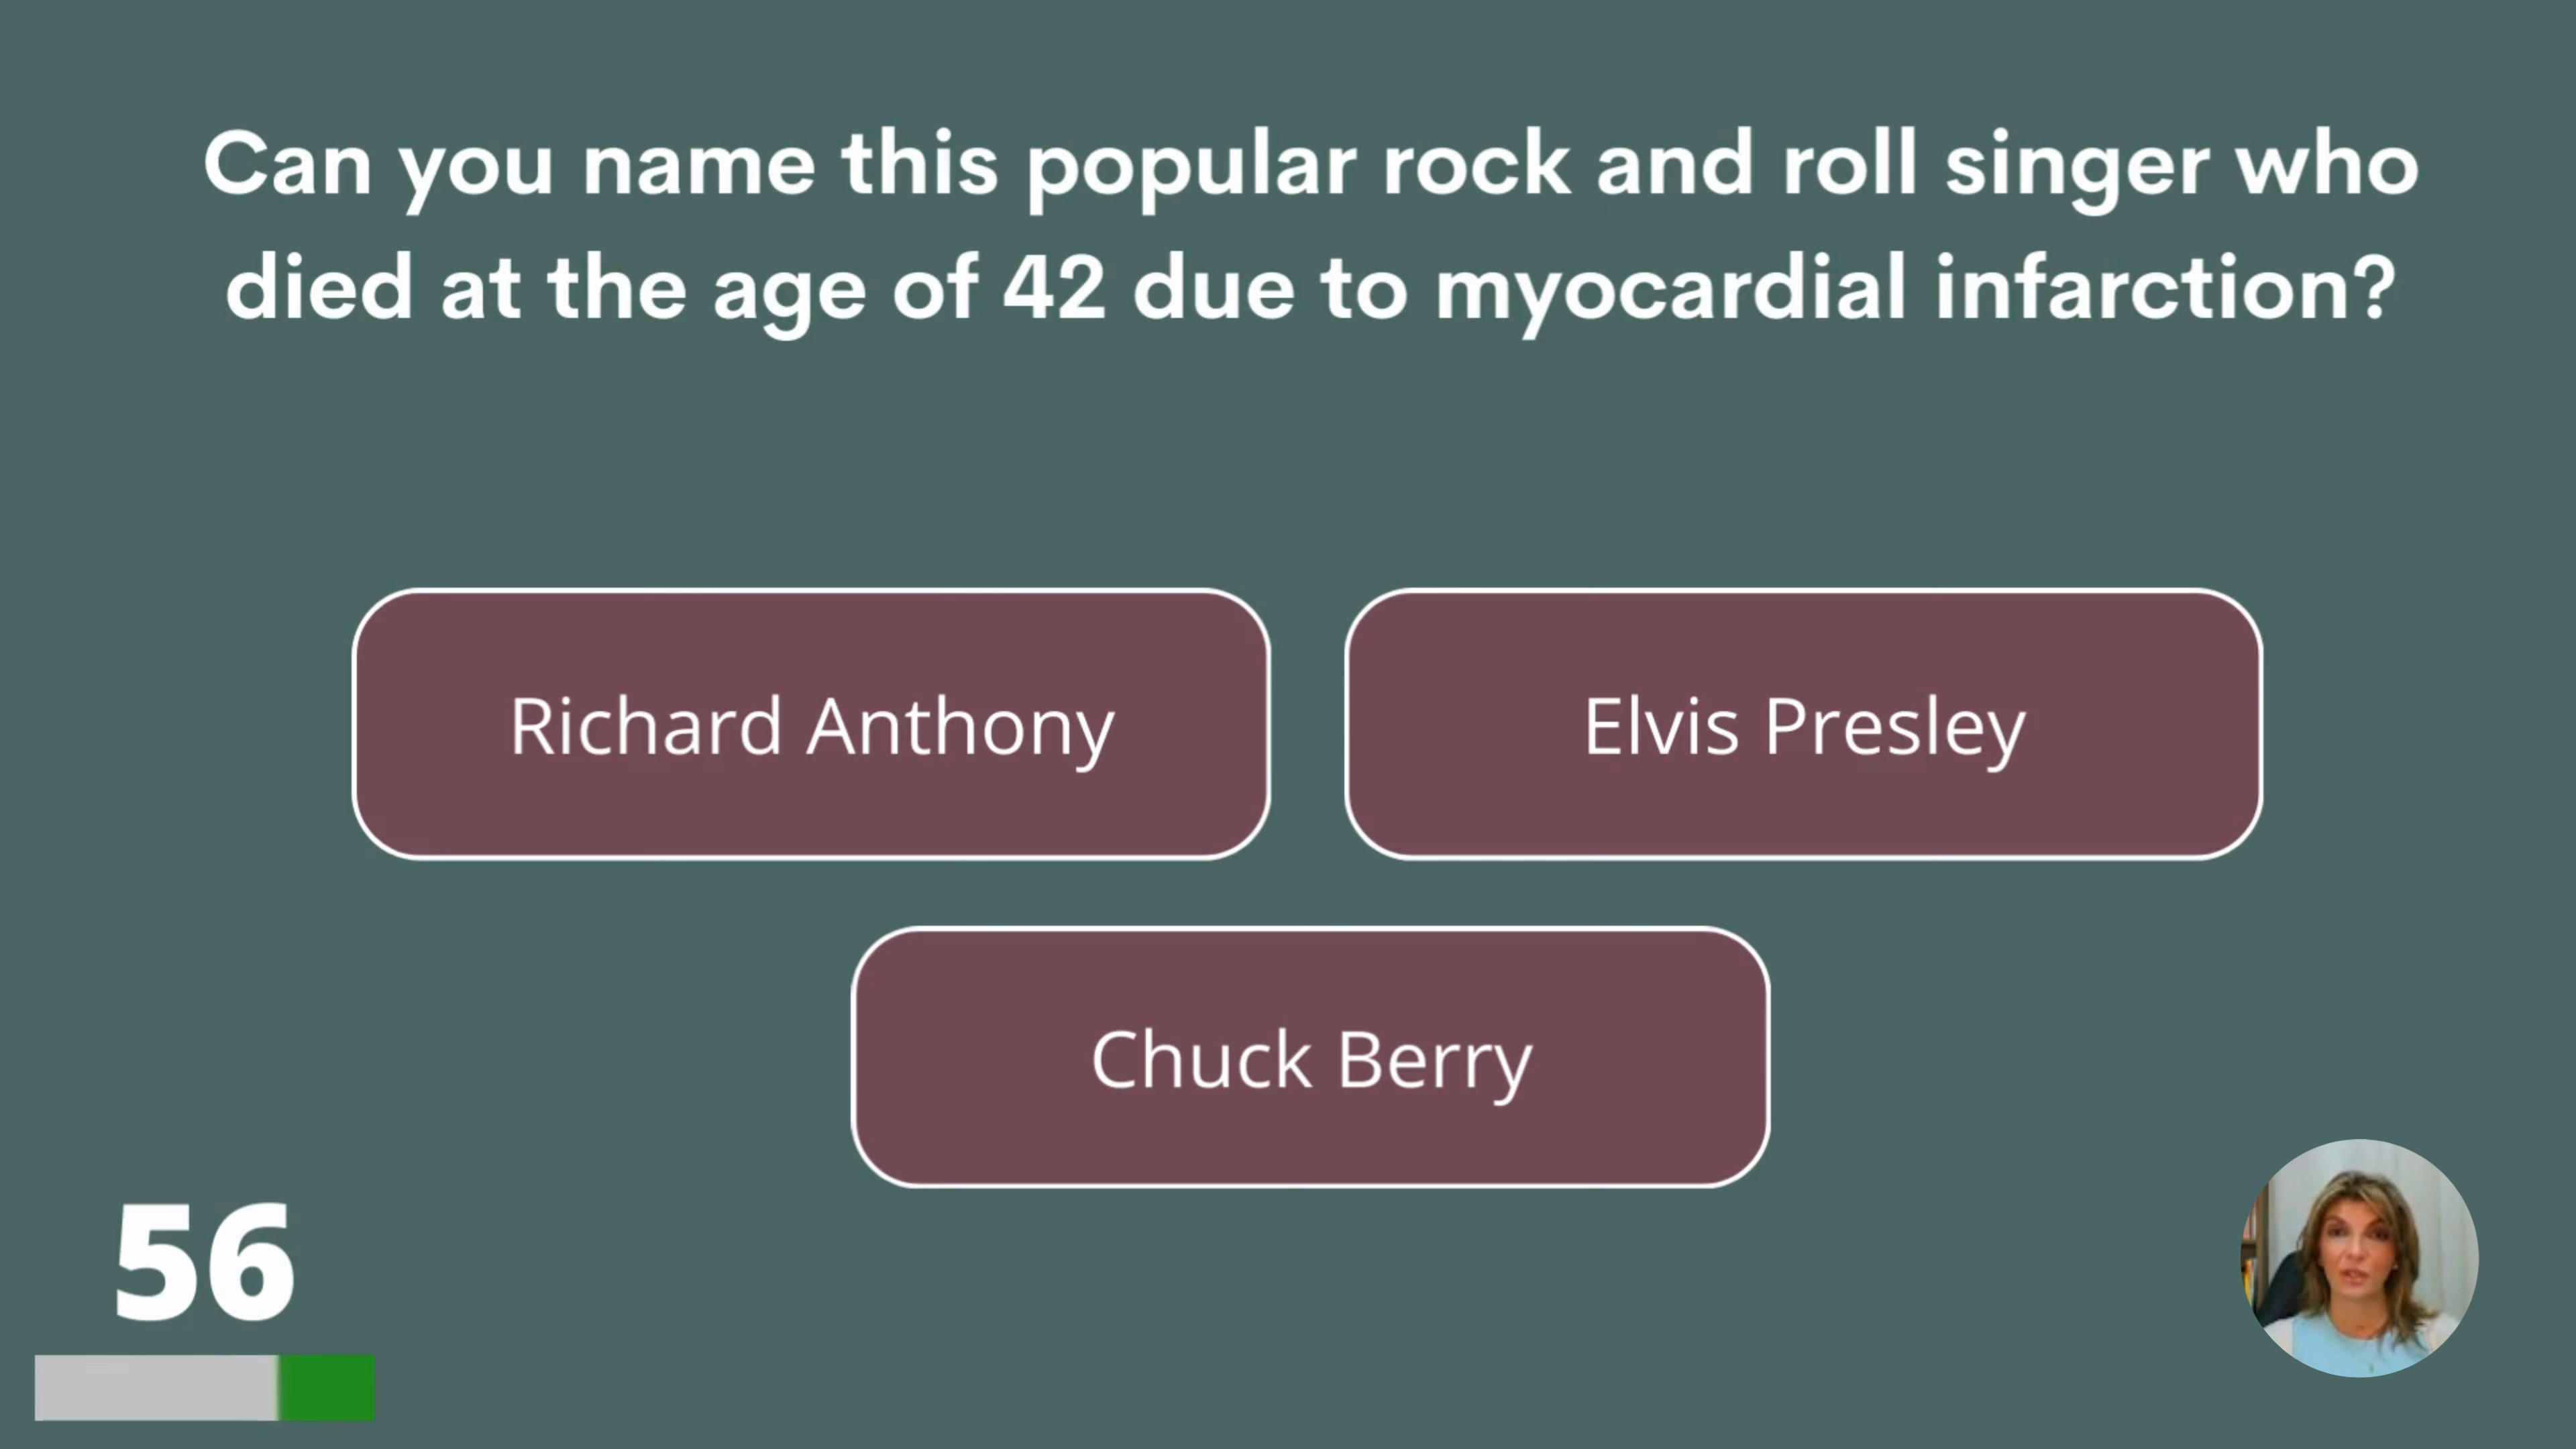 Can you name this popular rock and roll singer who
died at the age of 42 due to myocardial infarction?
Richard Anthony
Elvis Presley
Chuck Berry
56